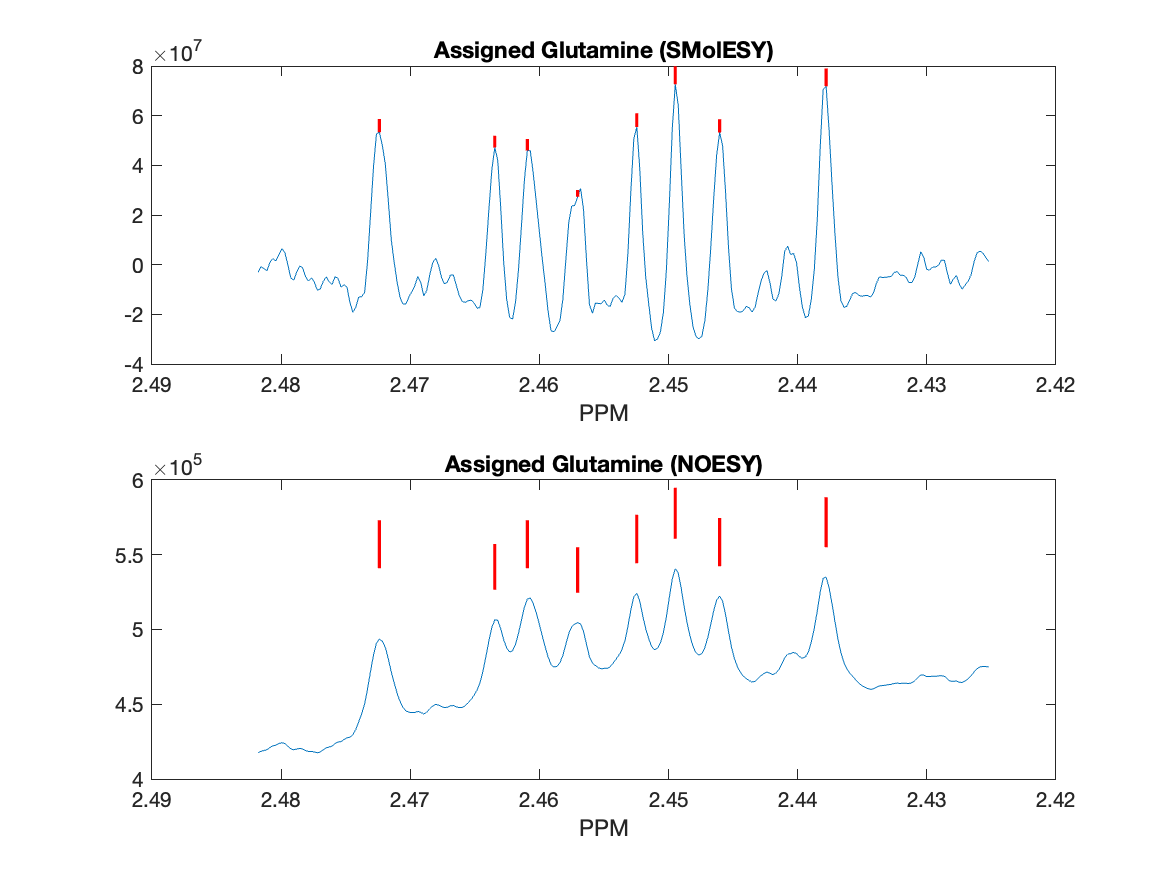 Assigned Glutamine (SMolESY)
×10^7
8
6
4
2
0
-2
-4
2.49 2.48 2.47 2.46 2.45 2.44 2.43 2.42
PPM
Assigned Glutamine (NOESY)
×10^5
6
5.5
5
4.5
4
2.49 2.48 2.47 2.46 2.45 2.44 2.43 2.42
PPM